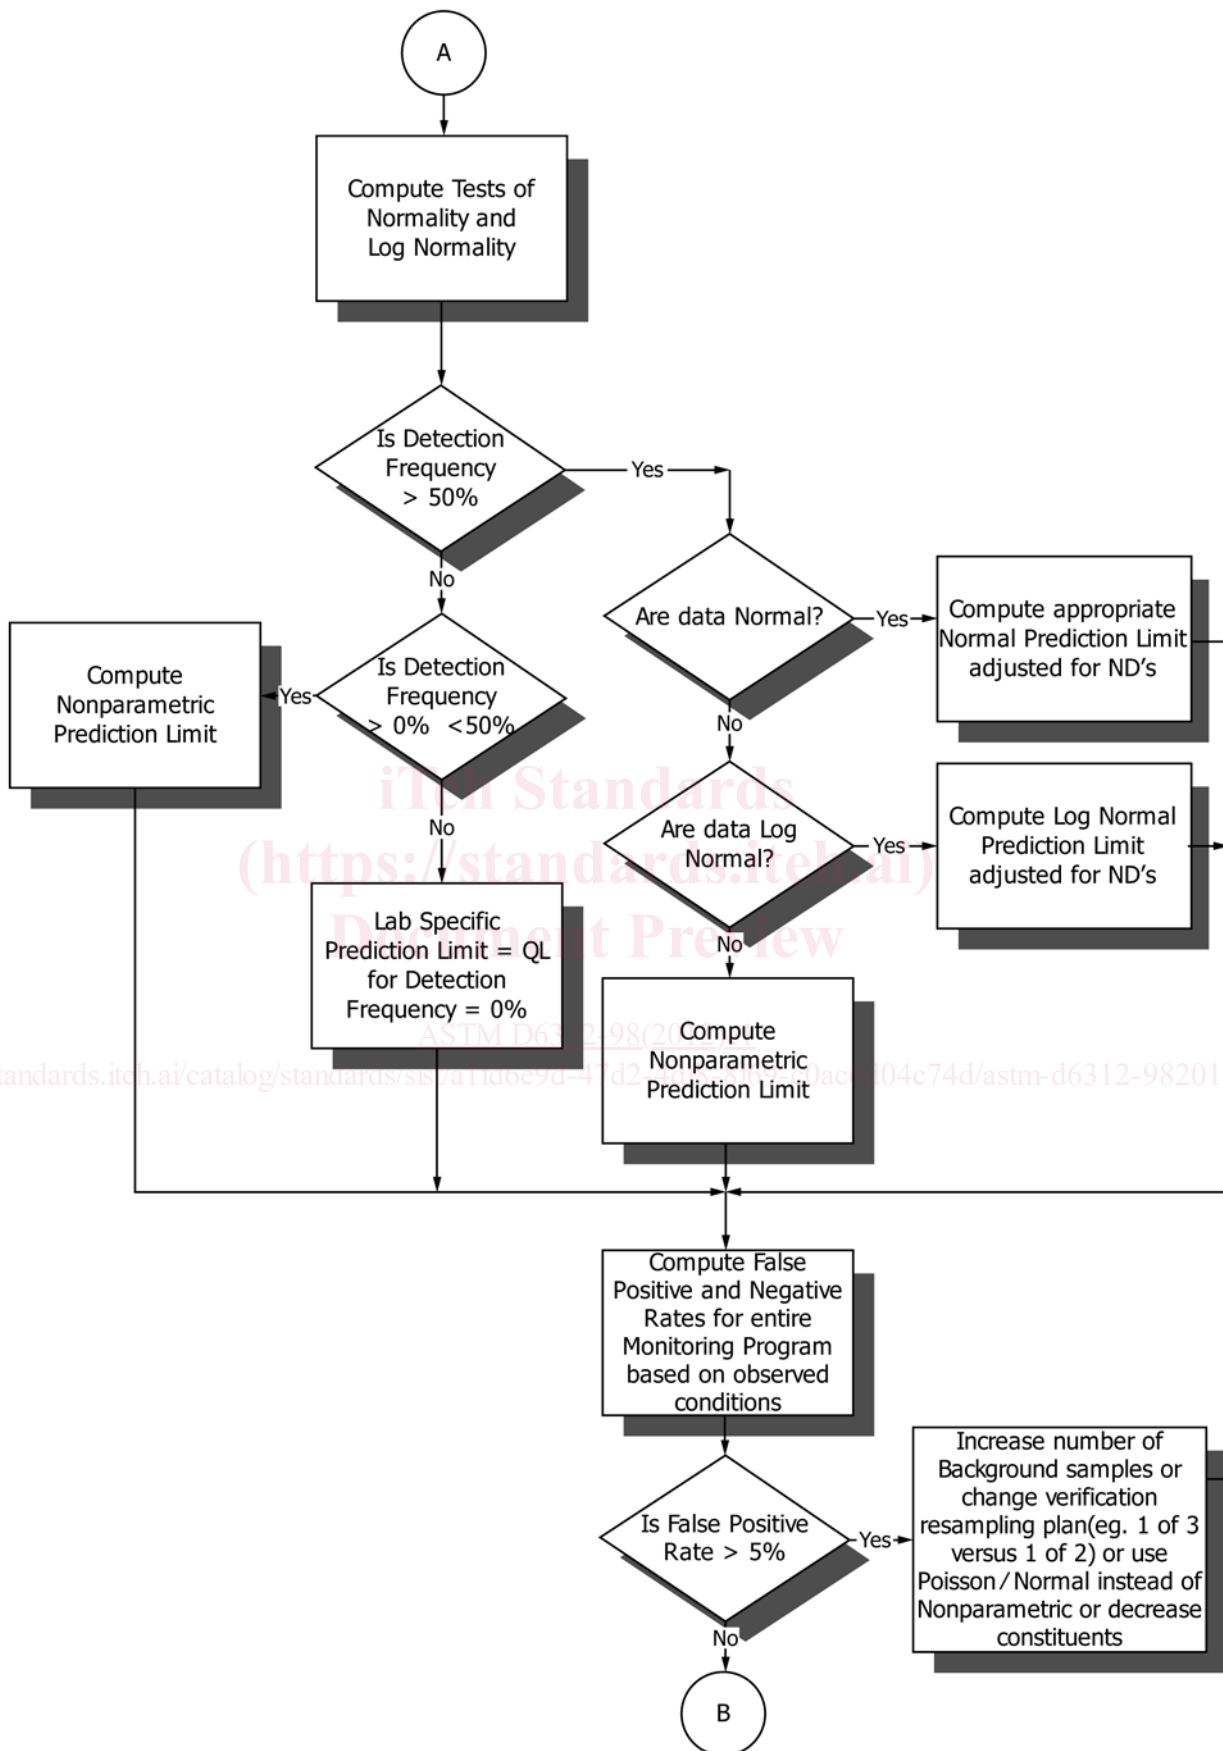 A
Compute Tests of
Normality and
Log Normality
Is Detection
Frequency
> 50%
Yes
No
Are data Normal?
Yes
Compute appropriate
Normal Prediction Limit
adjusted for ND's
Compute
Nonparametric
Prediction Limit
Yes
Is Detection
Frequency
> 0% <50%
No
No
Are data Log
Normal?
Yes
Compute Log Normal
Prediction Limit
adjusted for ND's
iTeh Standards
(https://standards.iteh.ai)
Document Preview
Lab Specific
Prediction Limit = QL
for Detection
Frequency = 0%
No
Compute
Nonparametric
Prediction Limit
Compute False
Positive and Negative
Rates for entire
Monitoring Program
based on observed
conditions
Is False Positive
Rate > 5%
Yes
Increase number of
Background samples or
change verification
resampling plan(eg. 1 of 3
versus 1 of 2) or use
Poisson/Normal instead of
Nonparametric or decrease
constituents
No
B